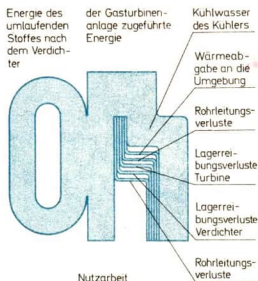 Energie des
umlaufenden
Stoffes nach
dem Verdich-
ter
der Gasturbinen-
anlage zugeführte
Energie
Kühlwasser
des Kühlers
Wärmeab-
gabe an die
Umgebung
Rohrleitungs-
verluste
Lagerrei-
bungsverluste
Turbine
Lagerrei-
bungsverluste
Verdichter
Rohrleitungs-
verluste
Nutzarbeit